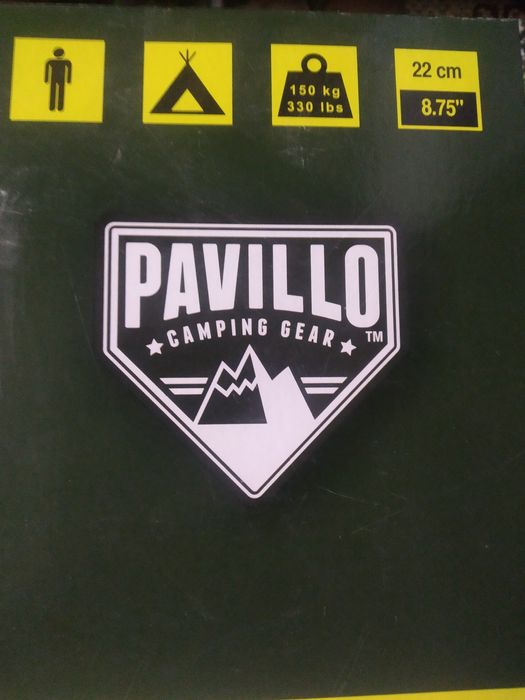 150 kg
330 lbs
22 cm
8.75"
PAVILLO
CAMPING GEAR
TM